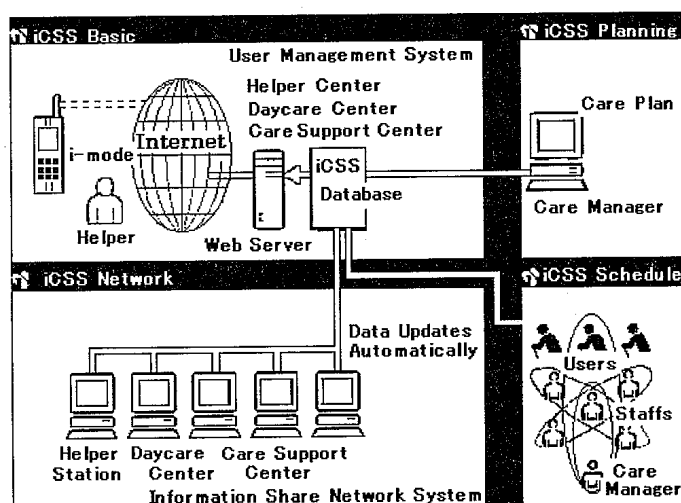 iCSS Basic
User Management System
Helper Center
Daycare Center
Care Support Center
Internet
i-mode
Helper
Web Server
iCSS
Database
iCSS Planning
Care Plan
Care Manager
iCSS Network
Data Updates
Automatically
Helper Daycare Care Support
Station Center Center
Information Share Network System
iCSS Schedule
Users
Staffs
Care
Manager